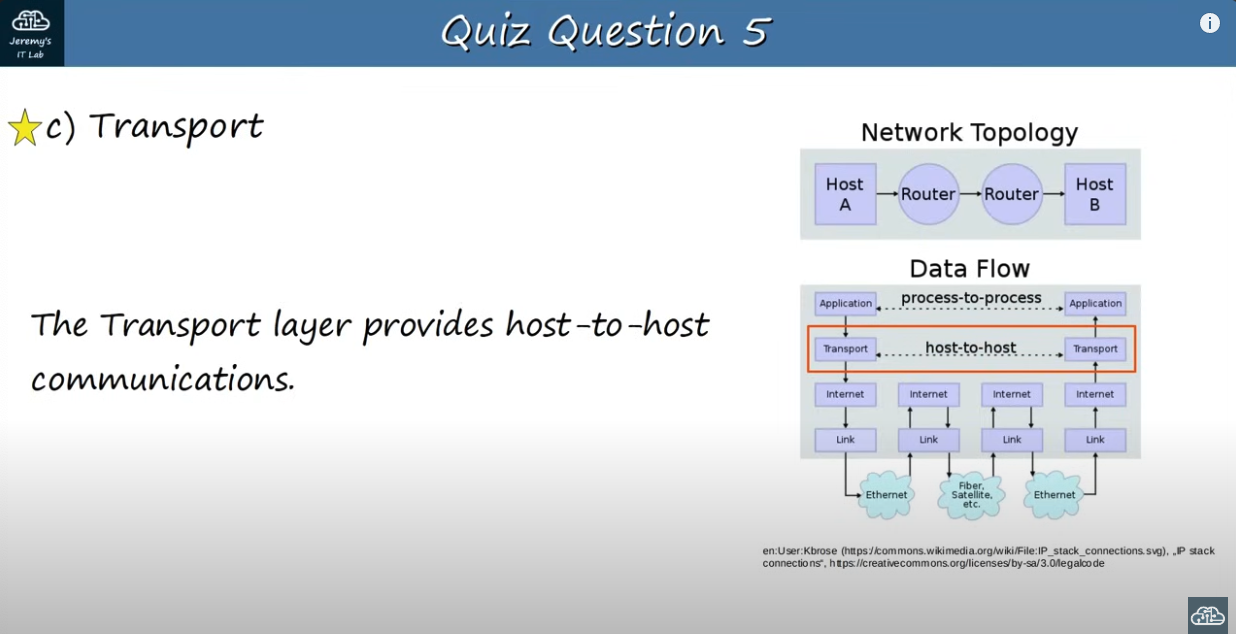 Jeremy's
IT Lab
Quiz Question 5
i
c) Transport
The Transport layer provides host-to-host
communications.
Network Topology
Host
A
Router
Router
Host
B
Data Flow
Application
process-to-process
Application
Transport
host-to-host
Transport
Internet
Internet
Internet
Internet
Link
Link
Link
Link
Ethernet
Fiber,
Satellite,
etc.
Ethernet
en:User:Kbrose (https://commons.wikimedia.org/wiki/File:IP_stack_connections.svg), „IP stack
connections“, https://creativecommons.org/licenses/by-sa/3.0/legalcode